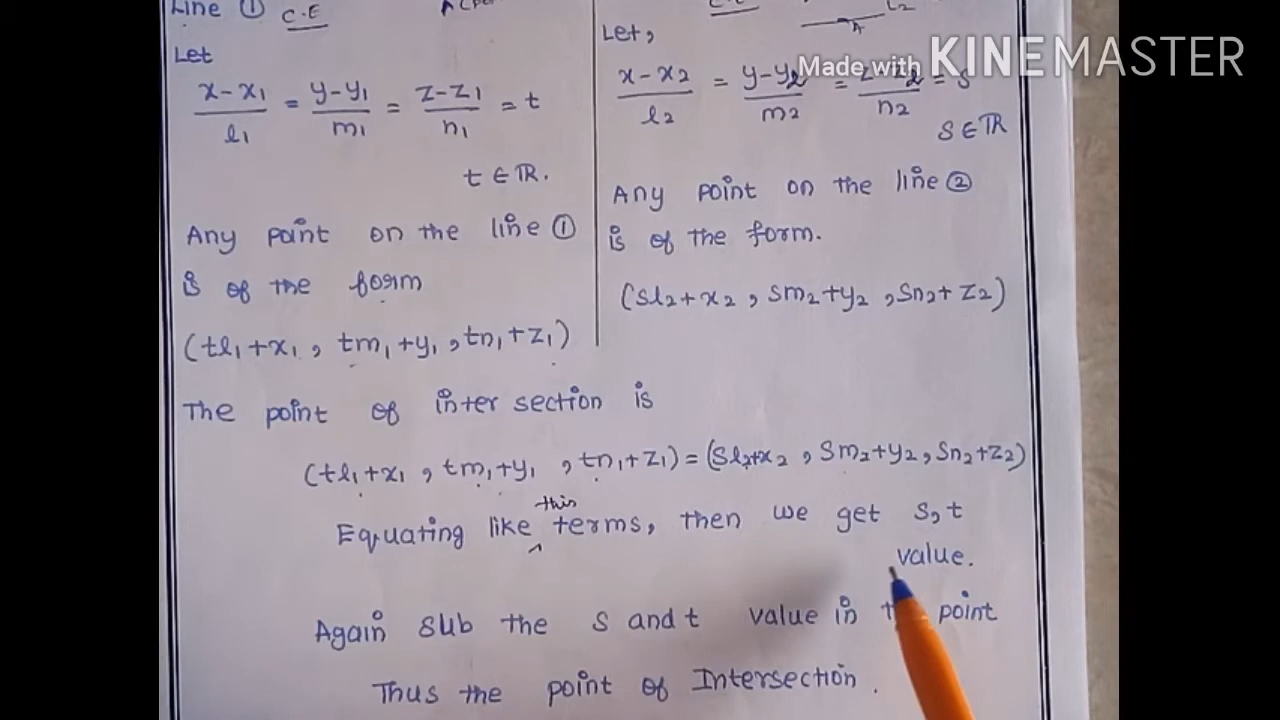 Line ① C.E
Let
x-x₁/l₁ = y-y₁/m₁ = z-z₁/n₁ = t
t ∈ ℝ.
Any point on the line ①
is of the form
(tl₁+x₁, tm₁+y₁, tn₁+z₁)
L₂
Let,
x-x₂/l₂ = y-y₂/m₂ = z-z₂/n₂ = s
s ∈ ℝ
Any point on the line ②
is of the form.
(sl₂+x₂, sm₂+y₂, sn₂+z₂)
Made with KINEMASTER
The point of intersection is
(tl₁+x₁, tm₁+y₁, tn₁+z₁) = (sl₂+x₂, sm₂+y₂, sn₂+z₂)
Equating like this terms, then we get s, t
value.
Again sub the s and t value in point
Thus the point of Intersection.